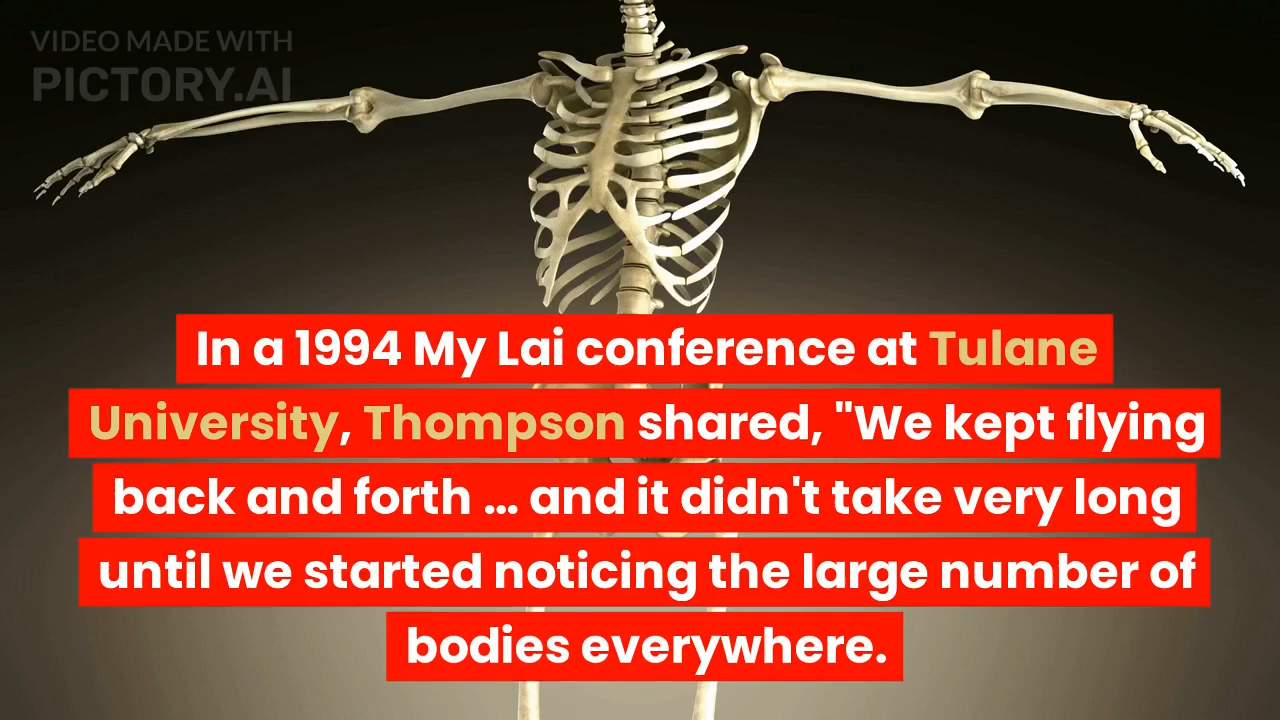 VIDEO MADE WITH
PICTORY.AI
In a 1994 My Lai conference at Tulane
University, Thompson shared, "We kept flying
back and forth ... and it didn't take very long
until we started noticing the large number of
bodies everywhere.